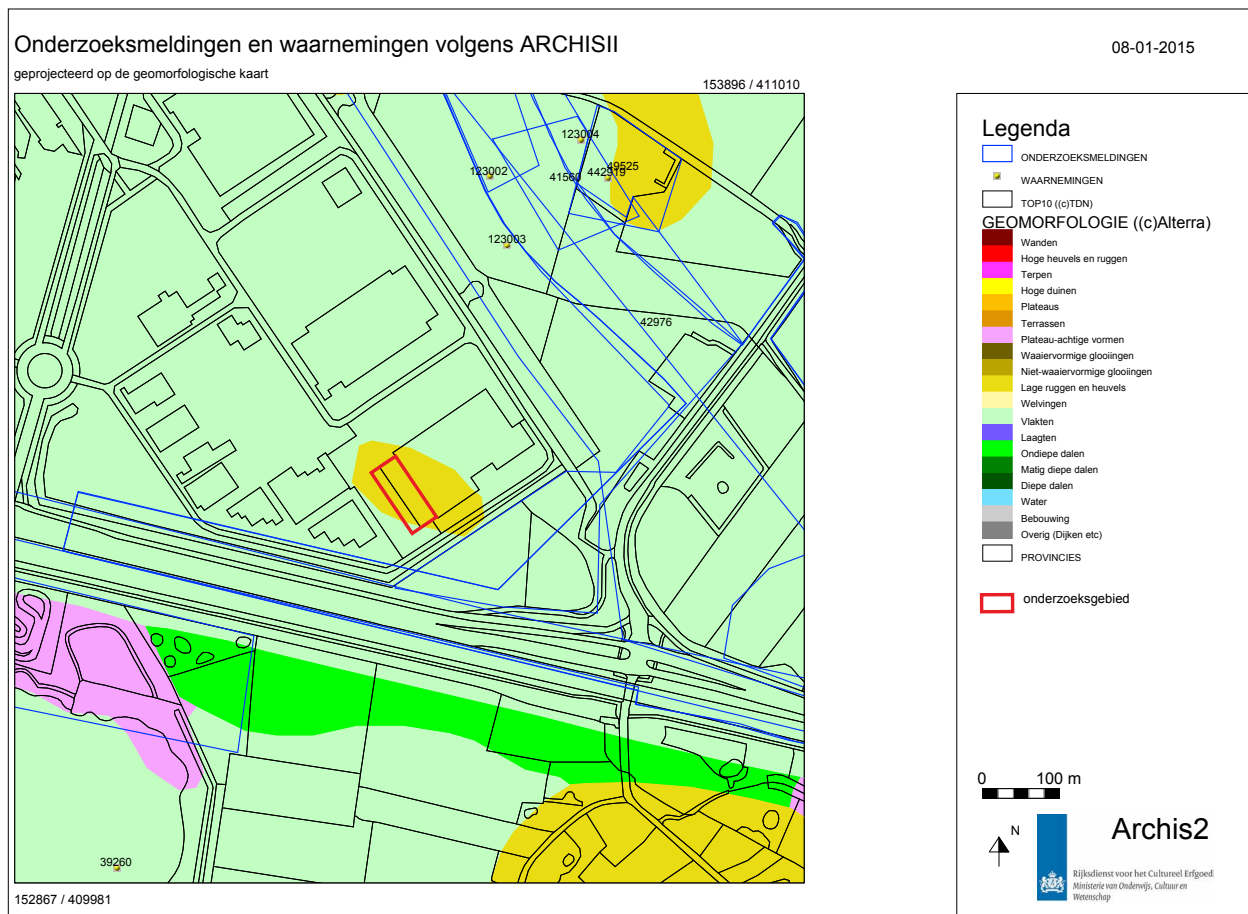 Onderzoeksmeldingen en waarnemingen volgens ARCHISII
08-01-2015
geprojecteerd op de geomorfologische kaart
153896 / 411010
123004
49525
123002
41560
442919
123003
42976
39260
152867 / 409981
Legenda
ONDERZOEKSMELDINGEN
WAARNEMINGEN
TOP10 ((c)TDN)
GEOMORFOLOGIE ((c)Alterra)
Wanden
Hoge heuvels en ruggen
Terpen
Hoge duinen
Plateaus
Terrassen
Plateau-achtige vormen
Waaiervormige glooiingen
Niet-waaiervormige glooiingen
Lage ruggen en heuvels
Welvingen
Vlakten
Laagten
Ondiepe dalen
Matig diepe dalen
Diepe dalen
Water
Bebouwing
Overig (Dijken etc)
PROVINCIES
onderzoeksgebied
0 100 m
N
Archis2
Rijksdienst voor het Cultureel Erfgoed
Ministerie van Onderwijs, Cultuur en
Wetenschap